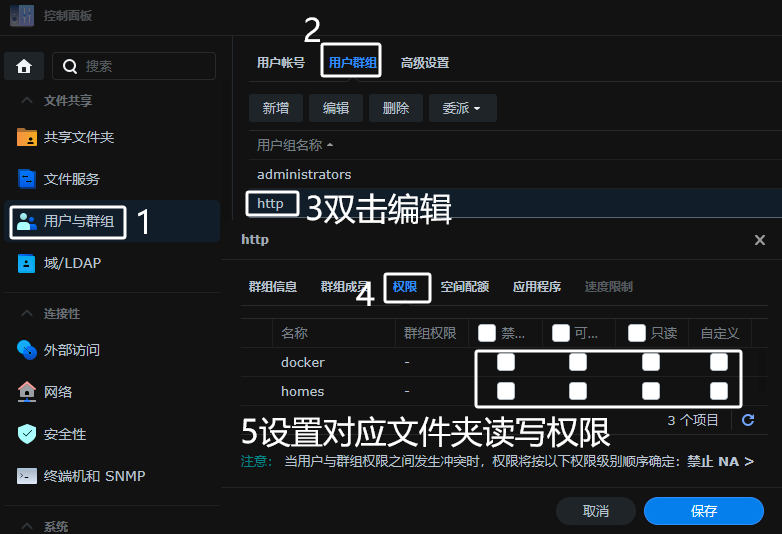 控制面板
2
用户帐号 用户群组 高级设置
搜索
新增 编辑 删除 委派
文件共享
用户组名称
共享文件夹
administrators
文件服务
http 3双击编辑
用户与群组 1
http
域/LDAP
群组信息 群组成员 权限 空间配额 应用程序 速度限制
4
连接性
名称 群组权限 禁... 可... 只读 自定义
外部访问
docker -
网络
homes -
3 个项目
安全性
5设置对应文件夹读写权限
注意: 当用户与群组权限之间发生冲突时，权限将按以下权限级别顺序确定: 禁止 NA >
终端机和 SNMP
取消 保存
系统